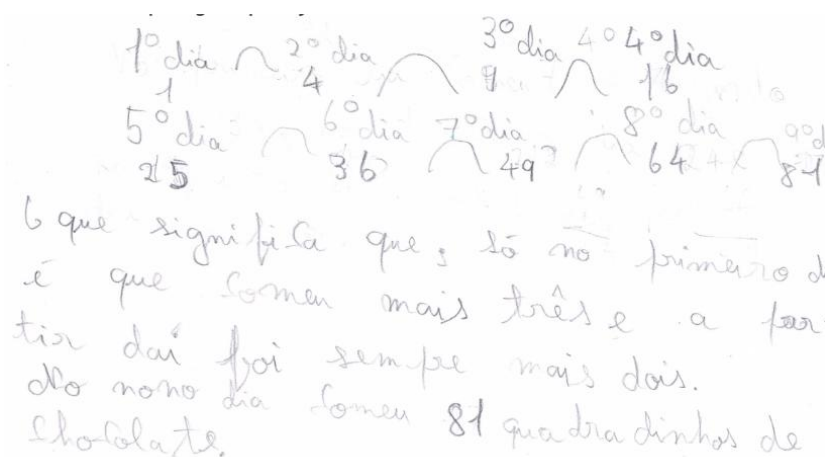 1º dia 2º dia 3º dia 4º 4º dia
1 4 9 16
5º dia 6º dia 7º dia 8º dia 9º d
25 36 49 64 81
o que significa que, só no primeiro d
é que comeu mais três e a par-
tir daí foi sempre mais dois.
No nono dia comeu 81 quadradinhos de
chocolate.